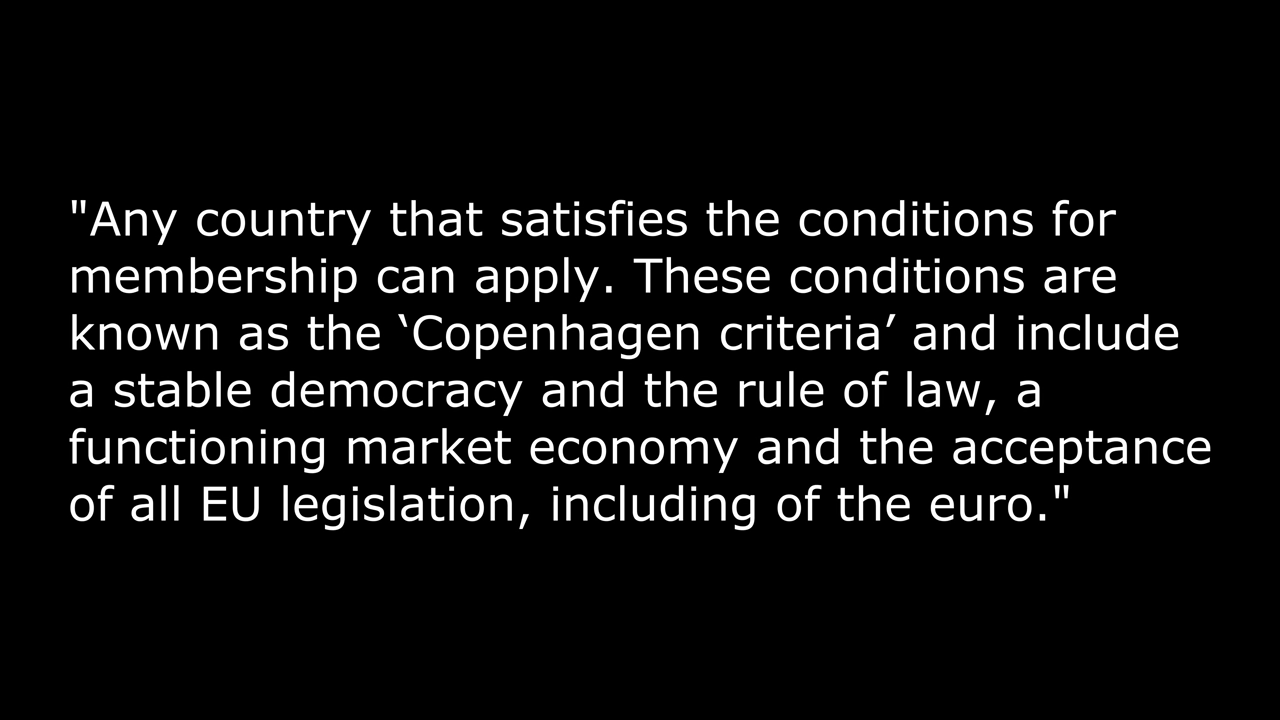 "Any country that satisfies the conditions for
membership can apply. These conditions are
known as the ‘Copenhagen criteria’ and include
a stable democracy and the rule of law, a
functioning market economy and the acceptance
of all EU legislation, including of the euro."